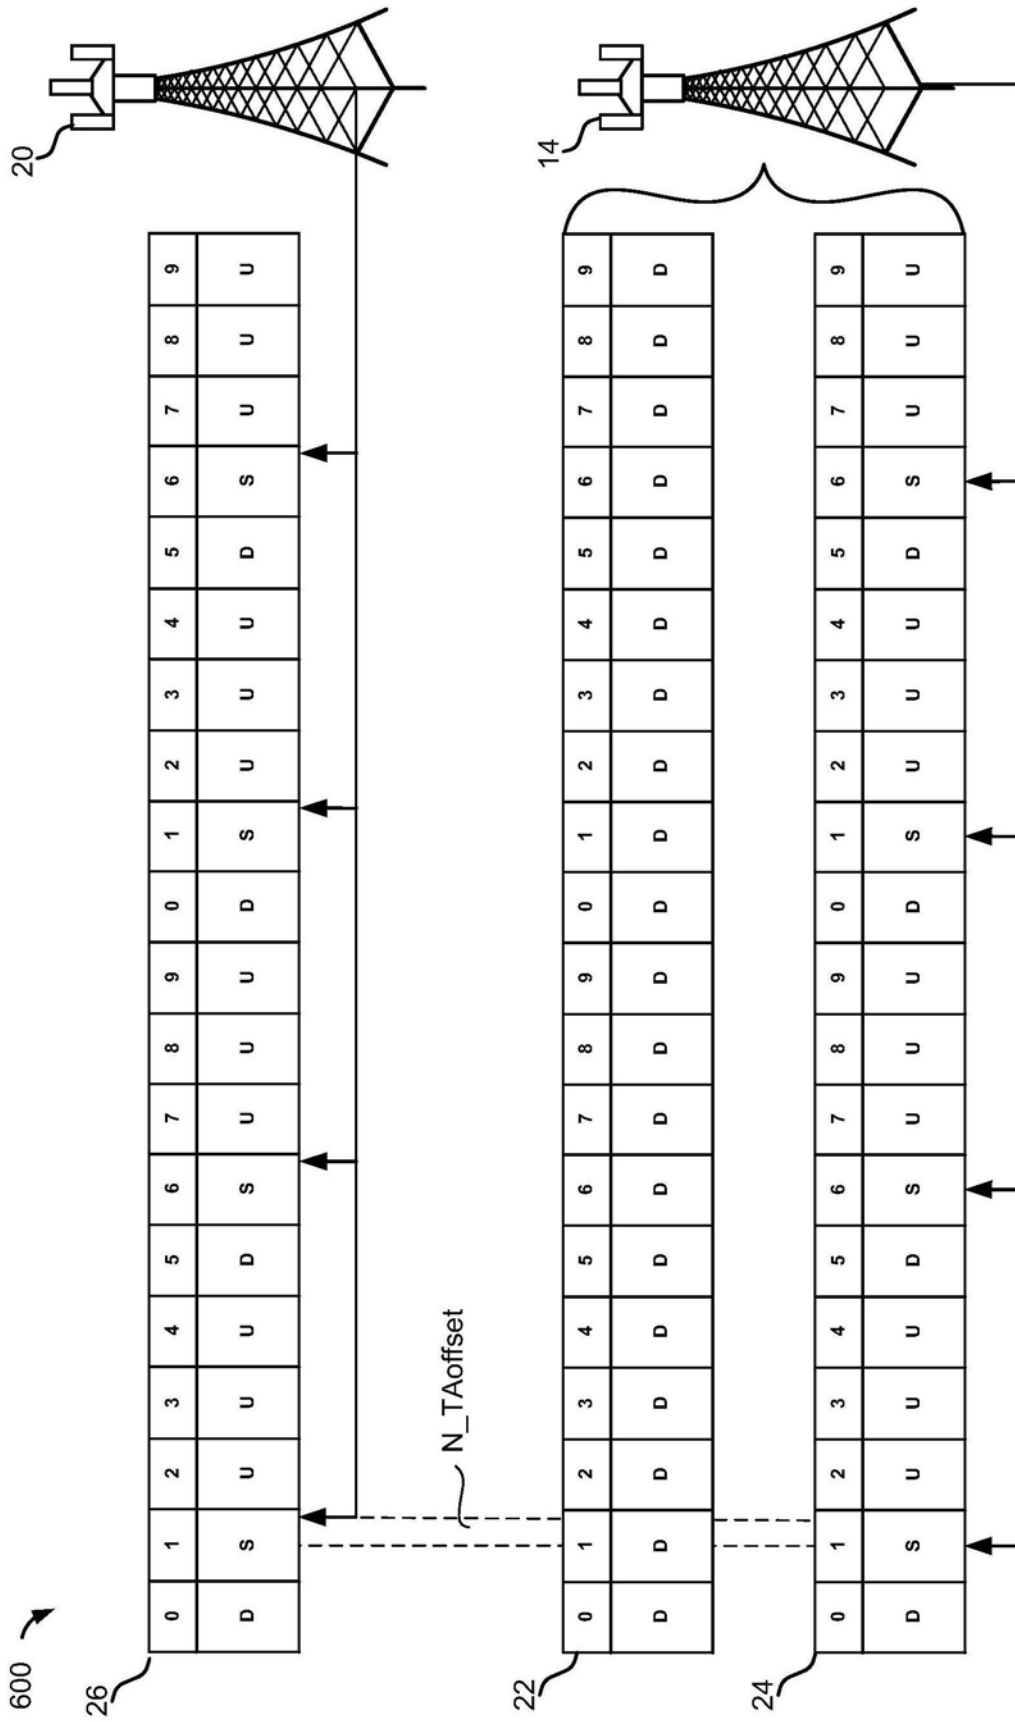 600
20
26
0 1 2 3 4 5 6 7 8 9 0 1 2 3 4 5 6 7 8 9
D S U U U D S U U U D S U U U D S U U U
N_TAoffset
14
22
0 1 2 3 4 5 6 7 8 9 0 1 2 3 4 5 6 7 8 9
D D D D D D D D D D D D D D D D D D D D
24
0 1 2 3 4 5 6 7 8 9 0 1 2 3 4 5 6 7 8 9
D S U U U D S U U U D S U U U D S U U U